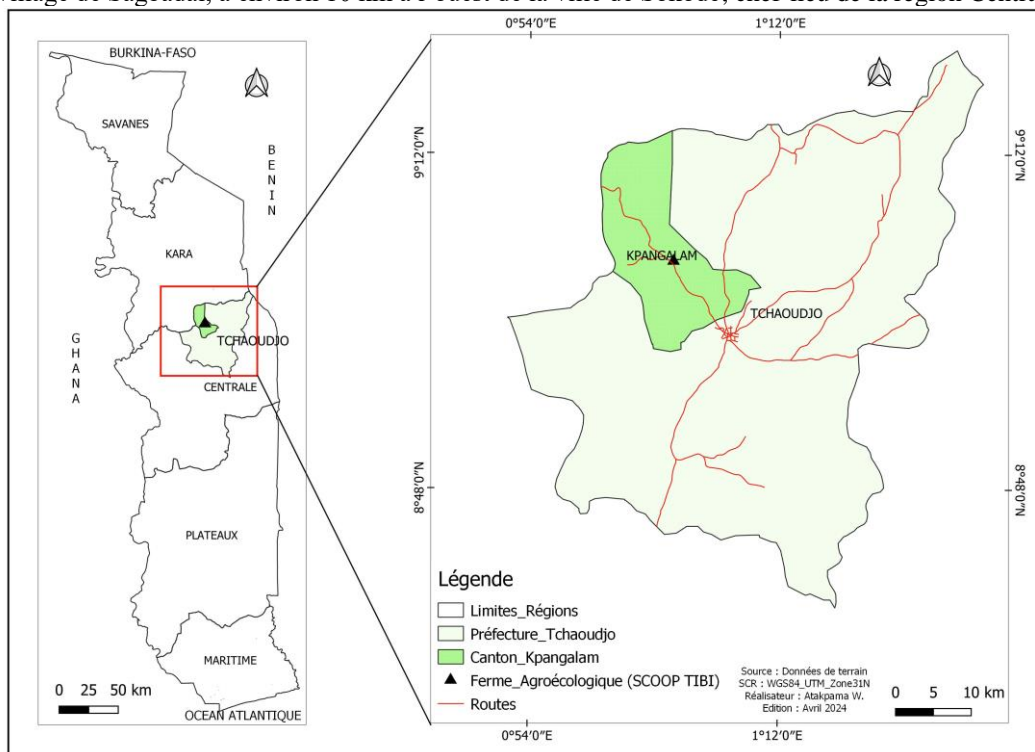 village de Sagbadaï, à environ 10 km à l'ouest de la ville de Sokodé, chef-lieu de la région Centr
0°54′0″E
1°12′0″E
BURKINA-FASO
SAVANES
B
E
N
I
N
KARA
G
H
A
N
A
TCHAOUDJO
CENTRALE
PLATEAUX
MARITIME
0 25 50 km
OCEAN ATLANTIQUE
9°12′0″N
9°12′0″N
KPANGALAM
TCHAOUDJO
8°48′0″N
8°48′0″N
Légende
Limites_Régions
Préfecture_Tchaoudjo
Canton_Kpangalam
Ferme_Agroécologique (SCOOP TIBI)
Routes
Source : Données de terrain
SCR : WGS84_UTM_Zone31N
Réalisateur : Atakpama W.
Edition : Avril 2024
0 5 10 km
0°54′0″E
1°12′0″E